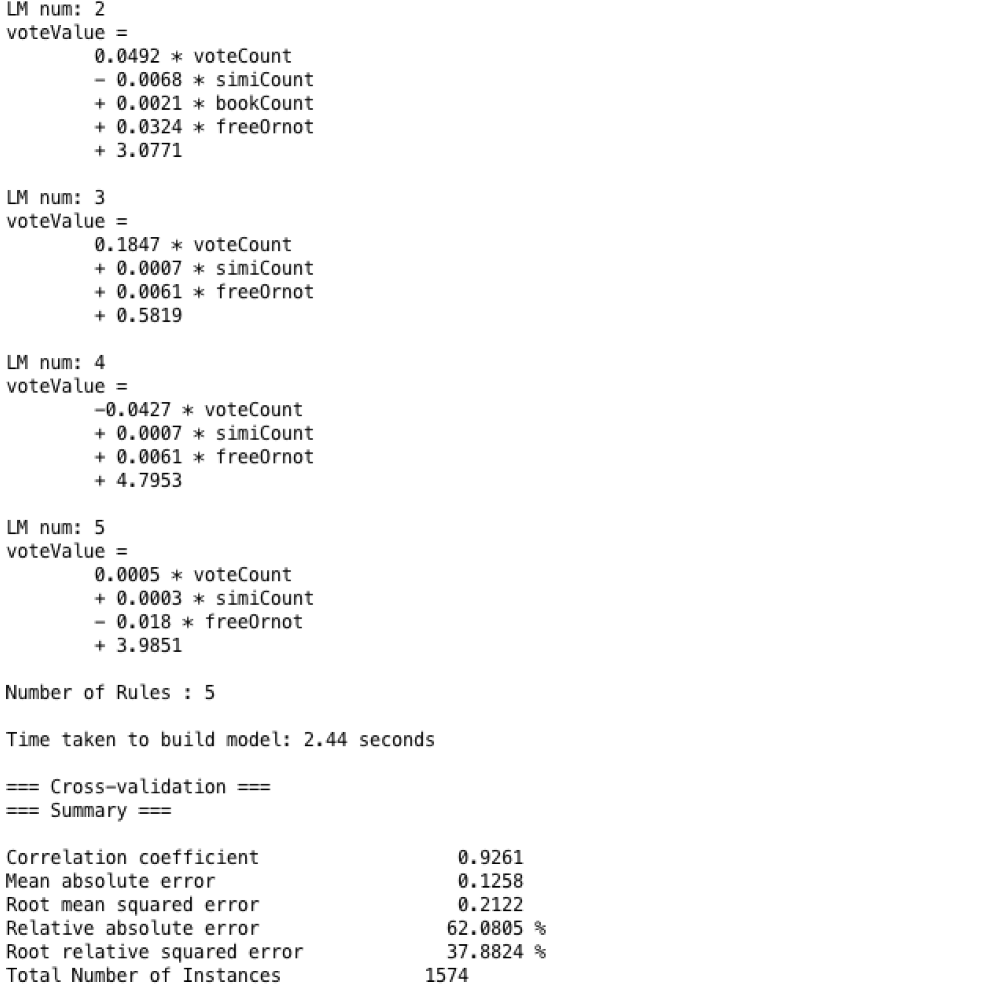 LM num: 2
voteValue =
0.0492 * voteCount
- 0.0068 * simiCount
+ 0.0021 * bookCount
+ 0.0324 * freeOrnot
+ 3.0771
LM num: 3
voteValue =
0.1847 * voteCount
+ 0.0007 * simiCount
+ 0.0061 * freeOrnot
+ 0.5819
LM num: 4
voteValue =
-0.0427 * voteCount
+ 0.0007 * simiCount
+ 0.0061 * freeOrnot
+ 4.7953
LM num: 5
voteValue =
0.0005 * voteCount
+ 0.0003 * simiCount
- 0.018 * freeOrnot
+ 3.9851
Number of Rules : 5
Time taken to build model: 2.44 seconds
=== Cross-validation ===
=== Summary ===
Correlation coefficient 0.9261
Mean absolute error 0.1258
Root mean squared error 0.2122
Relative absolute error 62.0805 %
Root relative squared error 37.8824 %
Total Number of Instances 1574